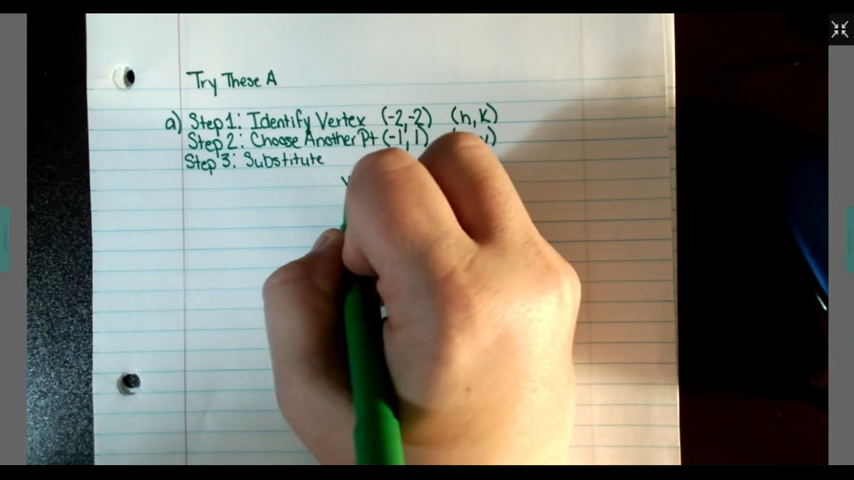 Try These A
a) Step 1: Identify Vertex (-2,-2) (h,k)
Step 2: Choose Another Pt (-1,1)
Step 3: Substitute